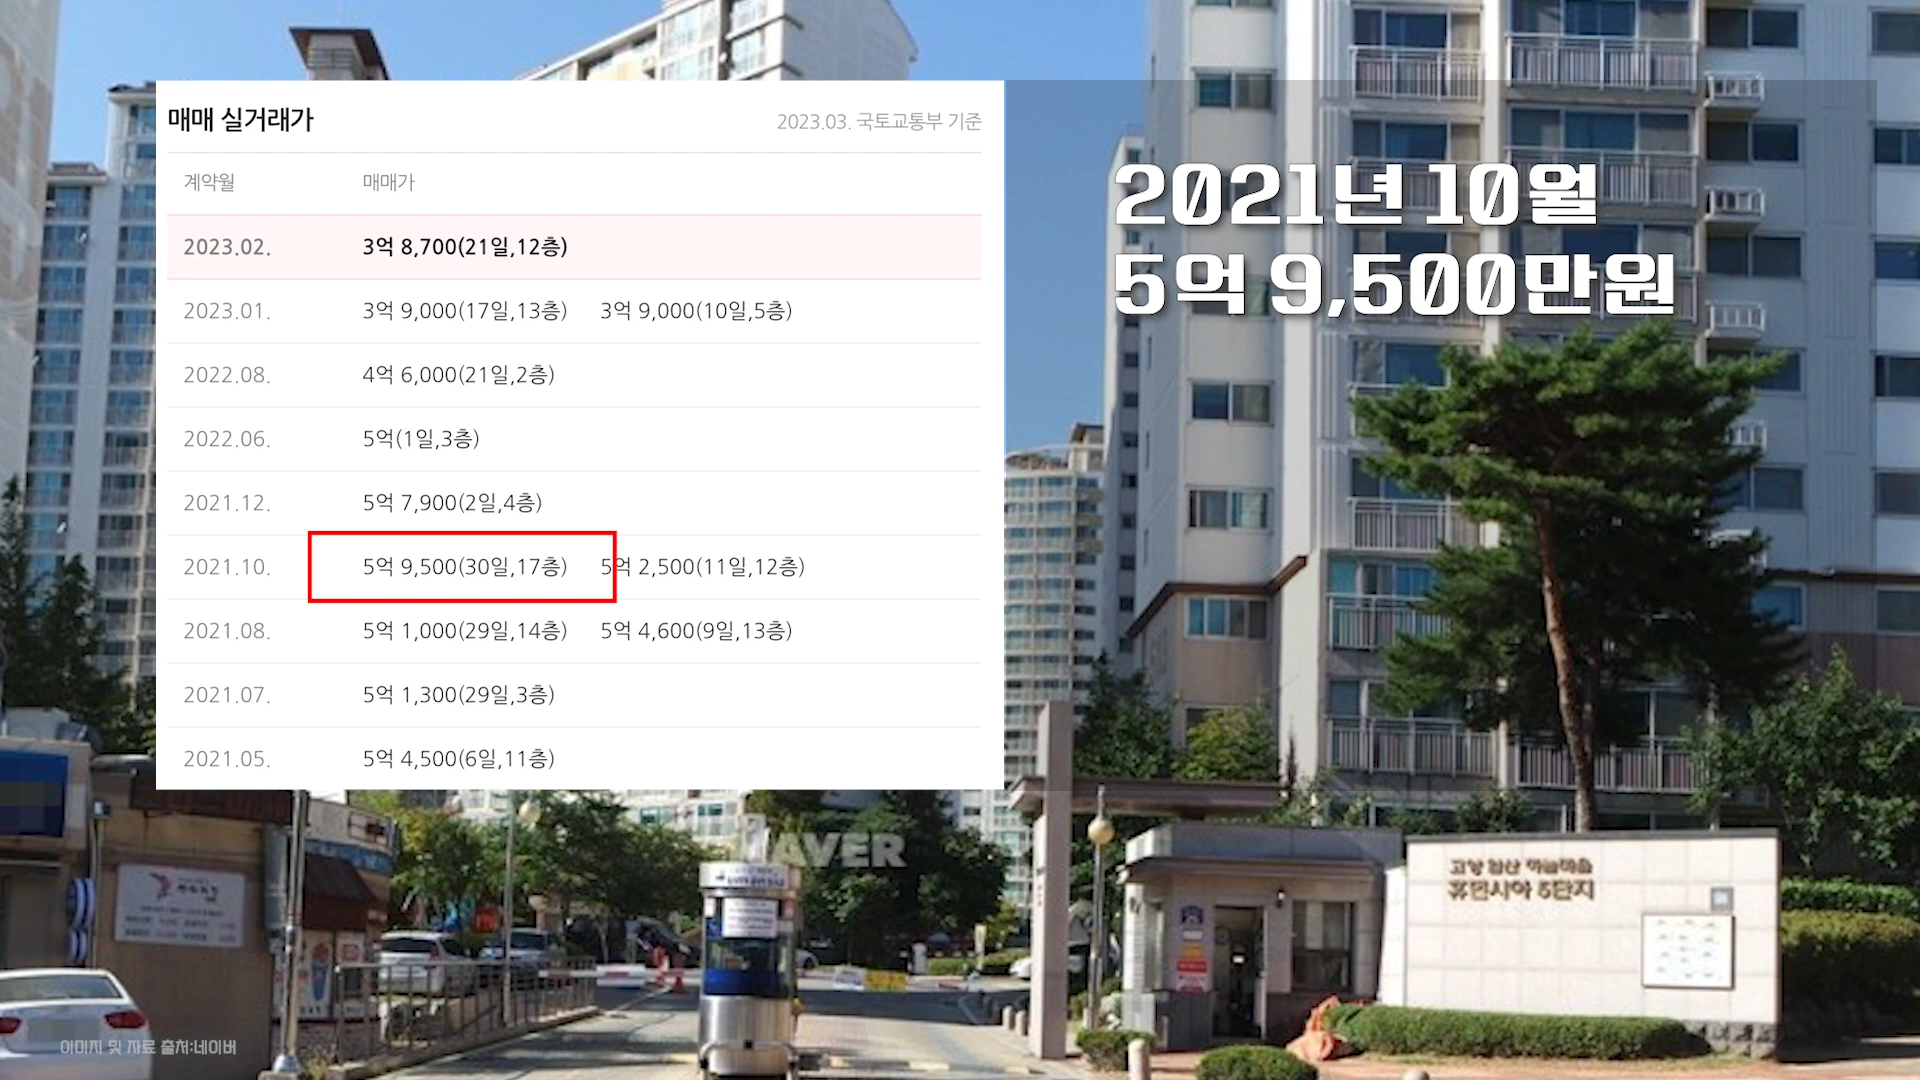 매매 실거래가
2023.03. 국토교통부 기준
계약월 매매가
2023.02. 3억 8,700(21일,12층)
2023.01. 3억 9,000(17일,13층) 3억 9,000(10일,5층)
2022.08. 4억 6,000(21일,2층)
2022.06. 5억(1일,3층)
2021.12. 5억 7,900(2일,4층)
2021.10. 5억 9,500(30일,17층) 5억 2,500(11일,12층)
2021.08. 5억 1,000(29일,14층) 5억 4,600(9일,13층)
2021.07. 5억 1,300(29일,3층)
2021.05. 5억 4,500(6일,11층)
2021년 10월
5억 9,500만원
NAVER
고양 일산 하늘마을
휴먼시아 5단지
이미지 및 자료 출처:네이버